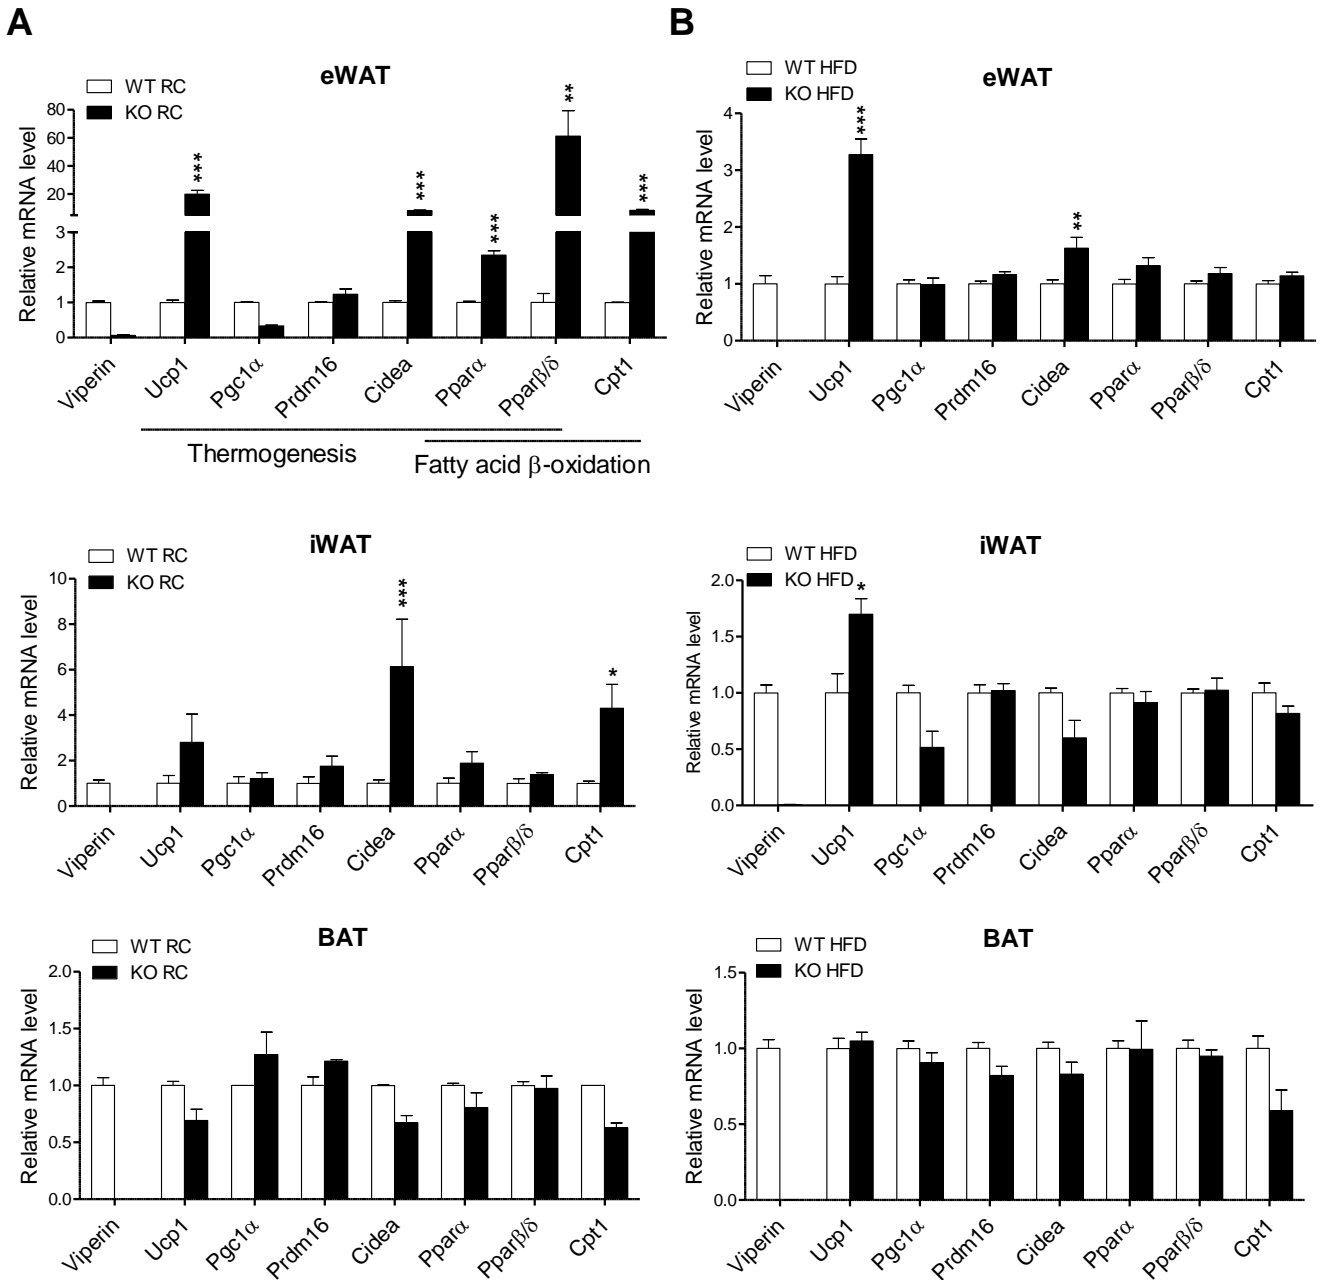 A
eWAT
WT RC
KO RC
Relative mRNA level
80
60
40
20
3
2
1
0
***
***
***
**
***
Viperin
Ucp1
Pgc1α
Prdm16
Cidea
Pparα
Pparβ/δ
Cpt1
Thermogenesis
Fatty acid β-oxidation
B
eWAT
WT HFD
KO HFD
Relative mRNA level
4
3
2
1
0
***
**
Viperin
Ucp1
Pgc1α
Prdm16
Cidea
Pparα
Pparβ/δ
Cpt1
iWAT
WT RC
KO RC
Relative mRNA level
10
8
6
4
2
0
***
*
Viperin
Ucp1
Pgc1α
Prdm16
Cidea
Pparα
Pparβ/δ
Cpt1
iWAT
WT HFD
KO HFD
Relative mRNA level
2.0
1.5
1.0
0.5
0.0
*
Viperin
Ucp1
Pgc1α
Prdm16
Cidea
Pparα
Pparβ/δ
Cpt1
BAT
WT RC
KO RC
Relative mRNA level
2.0
1.5
1.0
0.5
0.0
Viperin
Ucp1
Pgc1α
Prdm16
Cidea
Pparα
Pparβ/δ
Cpt1
BAT
WT HFD
KO HFD
Relative mRNA level
1.5
1.0
0.5
0.0
Viperin
Ucp1
Pgc1α
Prdm16
Cidea
Pparα
Pparβ/δ
Cpt1